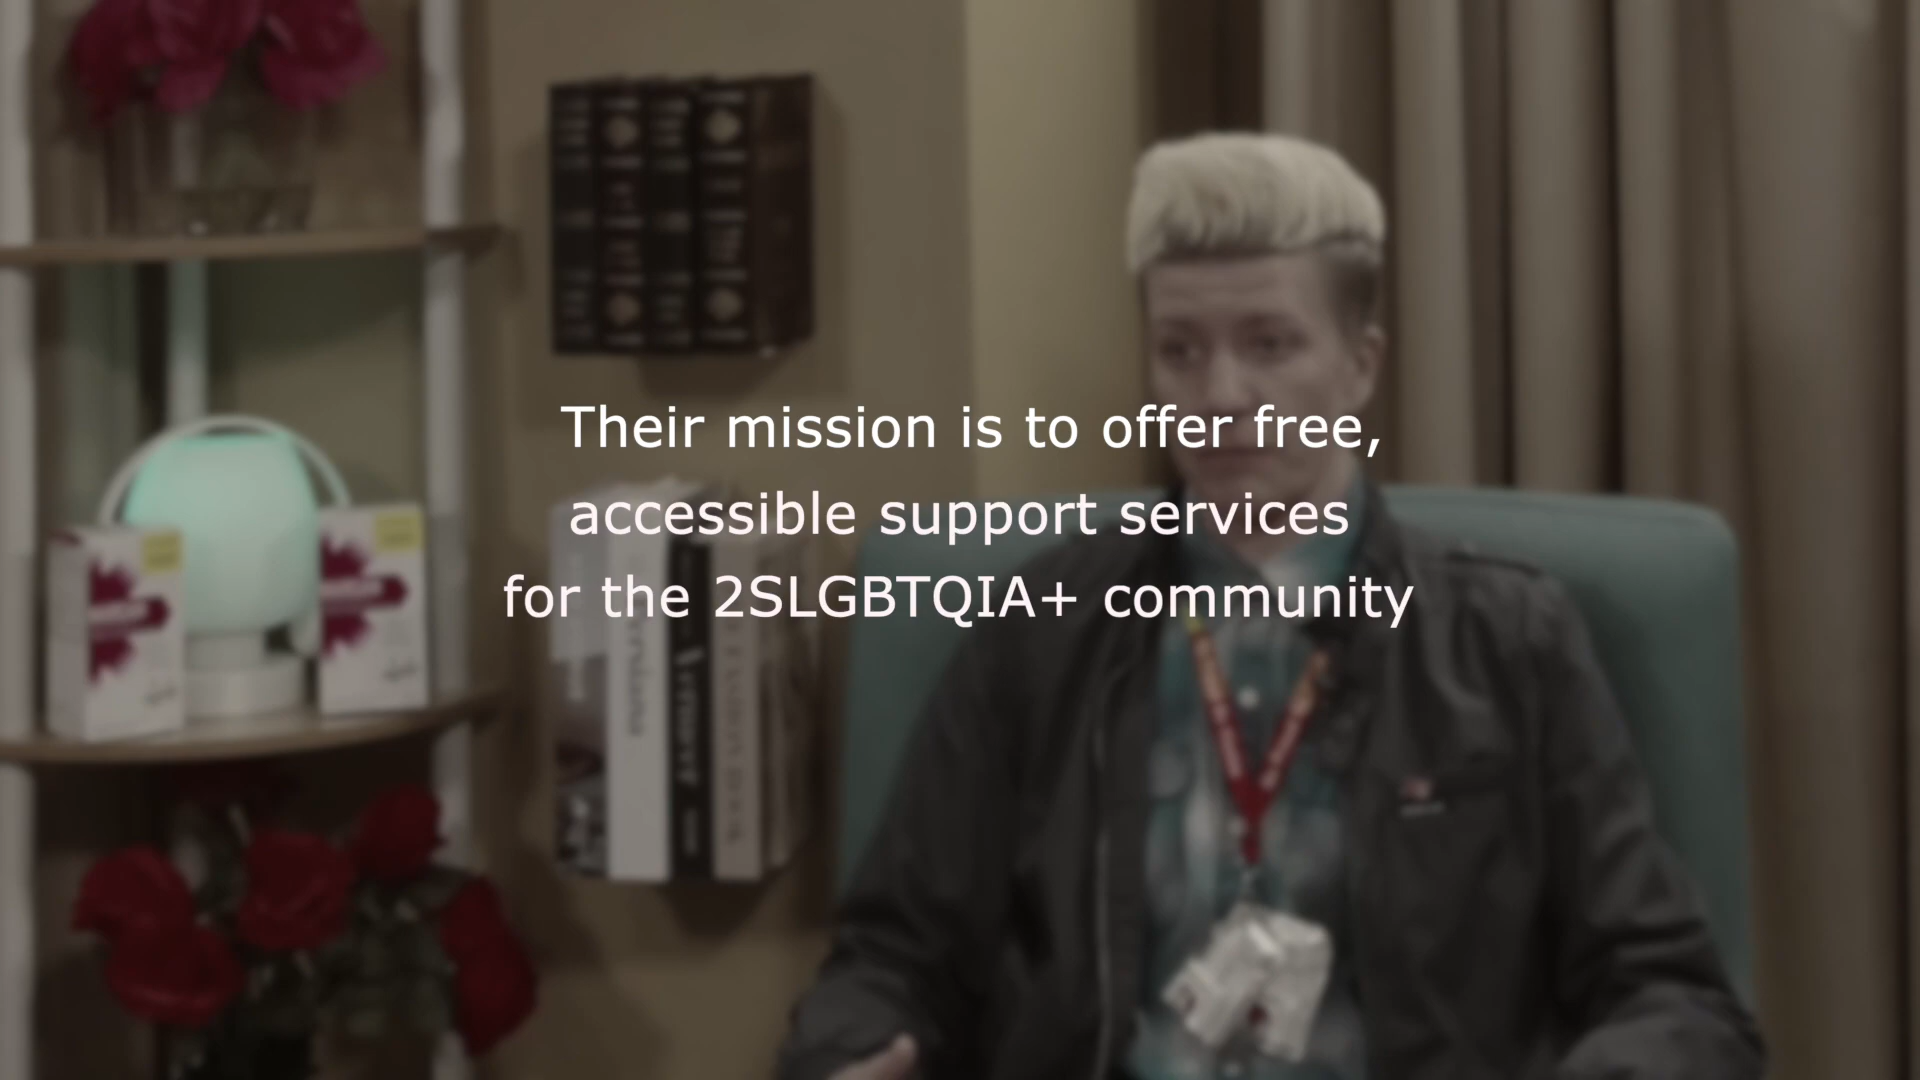 Their mission is to offer free,
accessible support services
for the 2SLGBTQIA+ community